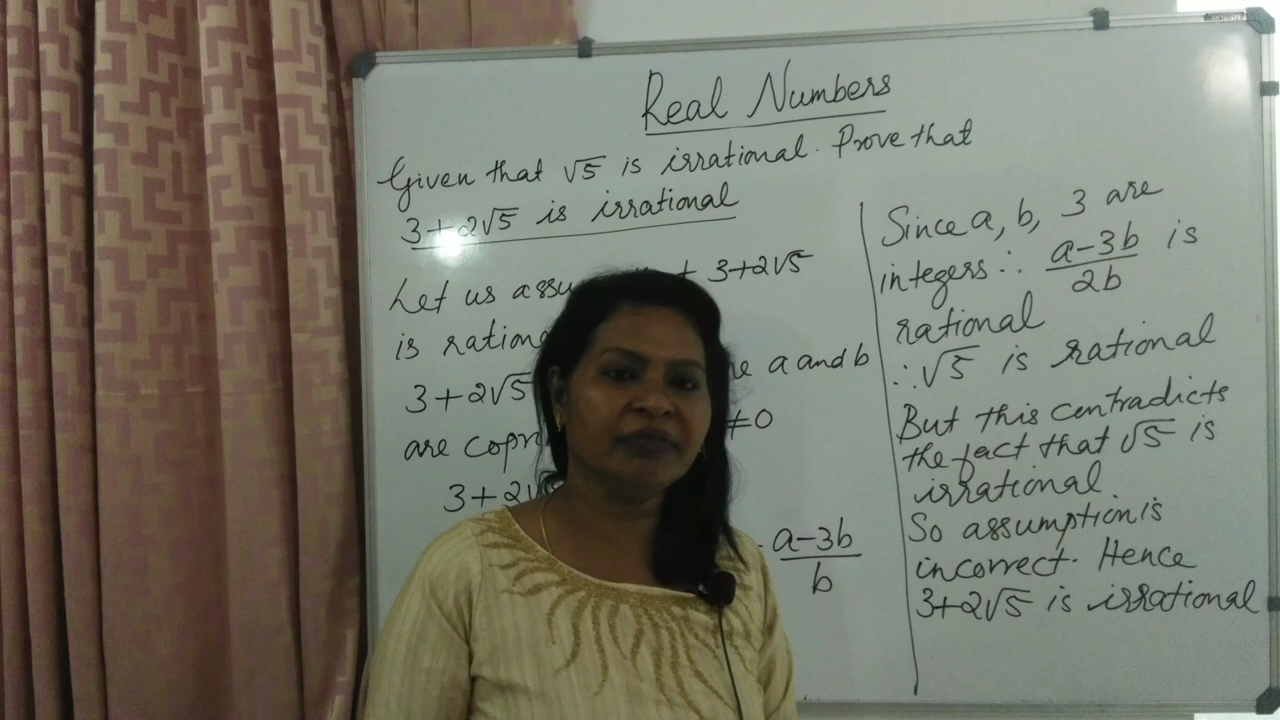 Real Numbers
Given that √5 is irrational. Prove that
3+2√5 is irrational
Let us 3+2√5
is
3+2√5 a and b
are ≠0
3+2√5
a-3b
b
Since a, b, 3 are
integers ∴ a-3b is
2b
rational
∴ √5 is rational
But this contradicts
the fact that √5 is
irrational.
So assumption is
incorrect. Hence
3+2√5 is irrational